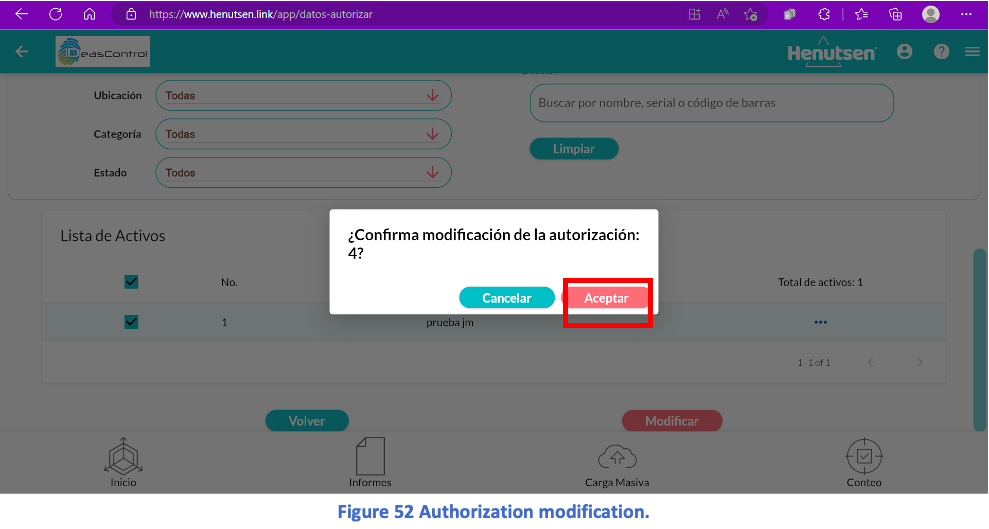 https://www.henutsen.link/app/datos-autorizar
GeasControl
Henutsen
Ubicación
Todas
Buscar por nombre, serial o código de barras
Categoría
Todas
Limpiar
Estado
Todos
Lista de Activos
¿Confirma modificación de la autorización:
4?
No.
Total de activos: 1
Cancelar
Aceptar
1
prueba jm
1-1 of 1
Volver
Modificar
Inicio
Informes
Carga Masiva
Conteo
Figure 52 Authorization modification.